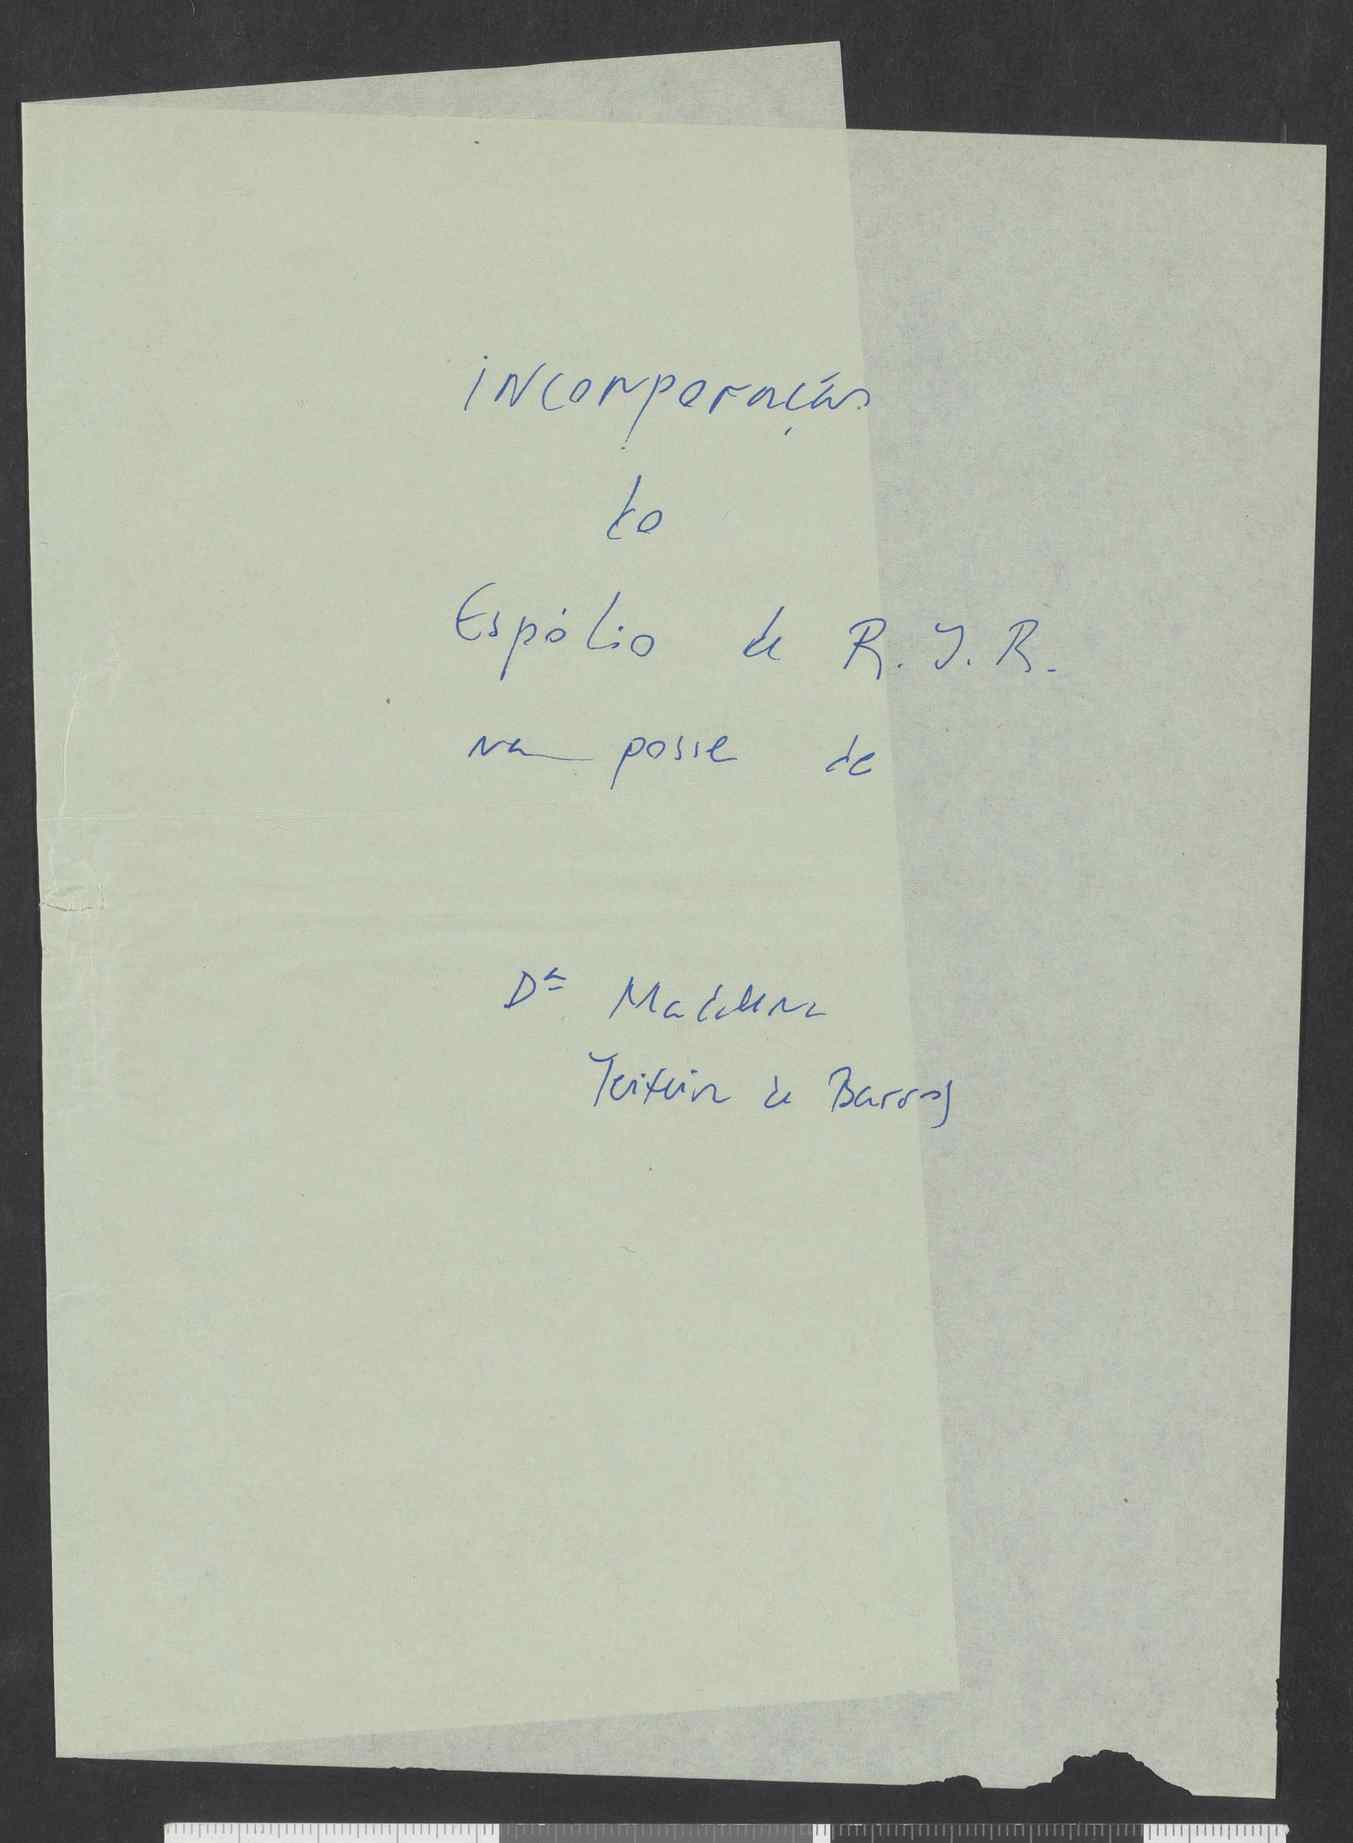 incorporação
do
Espólio de R. J. R.
na posse de
Dª Madalena
Teixeira de Barros